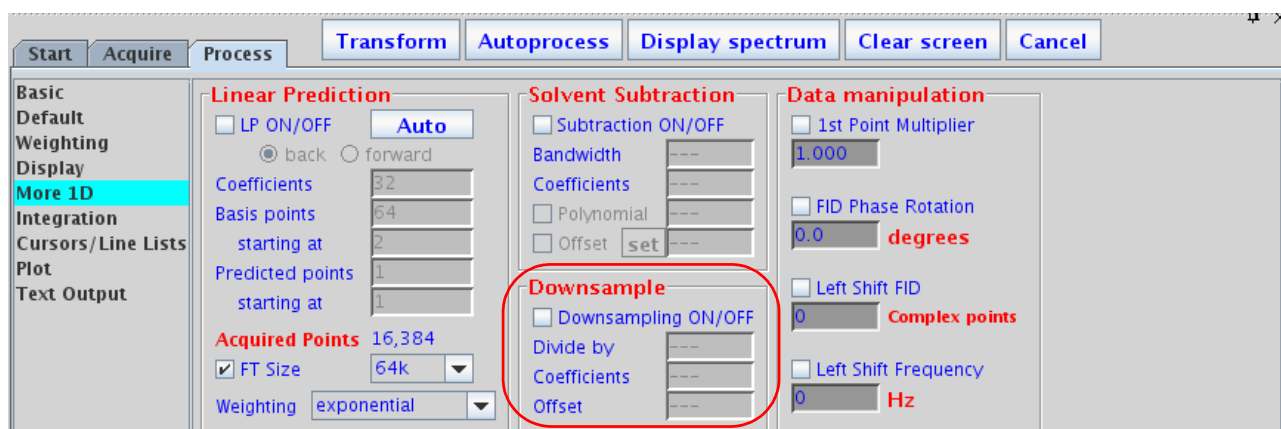 Start Acquire Process Transform Autoprocess Display spectrum Clear screen Cancel
Basic
Default
Weighting
Display
More 1D
Integration
Cursors/Line Lists
Plot
Text Output
Linear Prediction
LP ON/OFF Auto
back forward
Coefficients 32
Basis points 64
starting at 2
Predicted points 1
starting at 1
Acquired Points 16,384
FT Size 64k
Weighting exponential
Solvent Subtraction
Subtraction ON/OFF
Bandwidth ---
Coefficients ---
Polynomial ---
Offset set ---
Downsample
Downsampling ON/OFF
Divide by ---
Coefficients ---
Offset ---
Data manipulation
1st Point Multiplier
1.000
FID Phase Rotation
0.0 degrees
Left Shift FID
0 Complex points
Left Shift Frequency
0 Hz